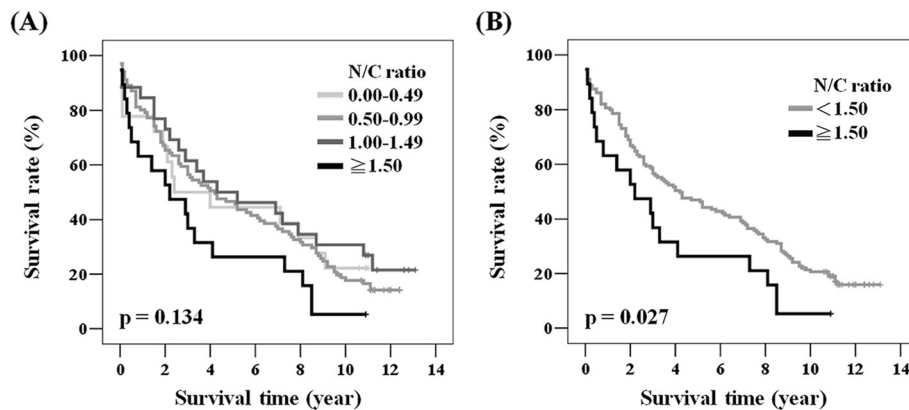 (A)
Survival rate (%)
100
80
60
40
20
0
N/C ratio
0.00-0.49
0.50-0.99
1.00-1.49
≧1.50
p = 0.134
0 2 4 6 8 10 12 14
Survival time (year)
(B)
Survival rate (%)
100
80
60
40
20
0
N/C ratio
<1.50
≧1.50
p = 0.027
0 2 4 6 8 10 12 14
Survival time (year)